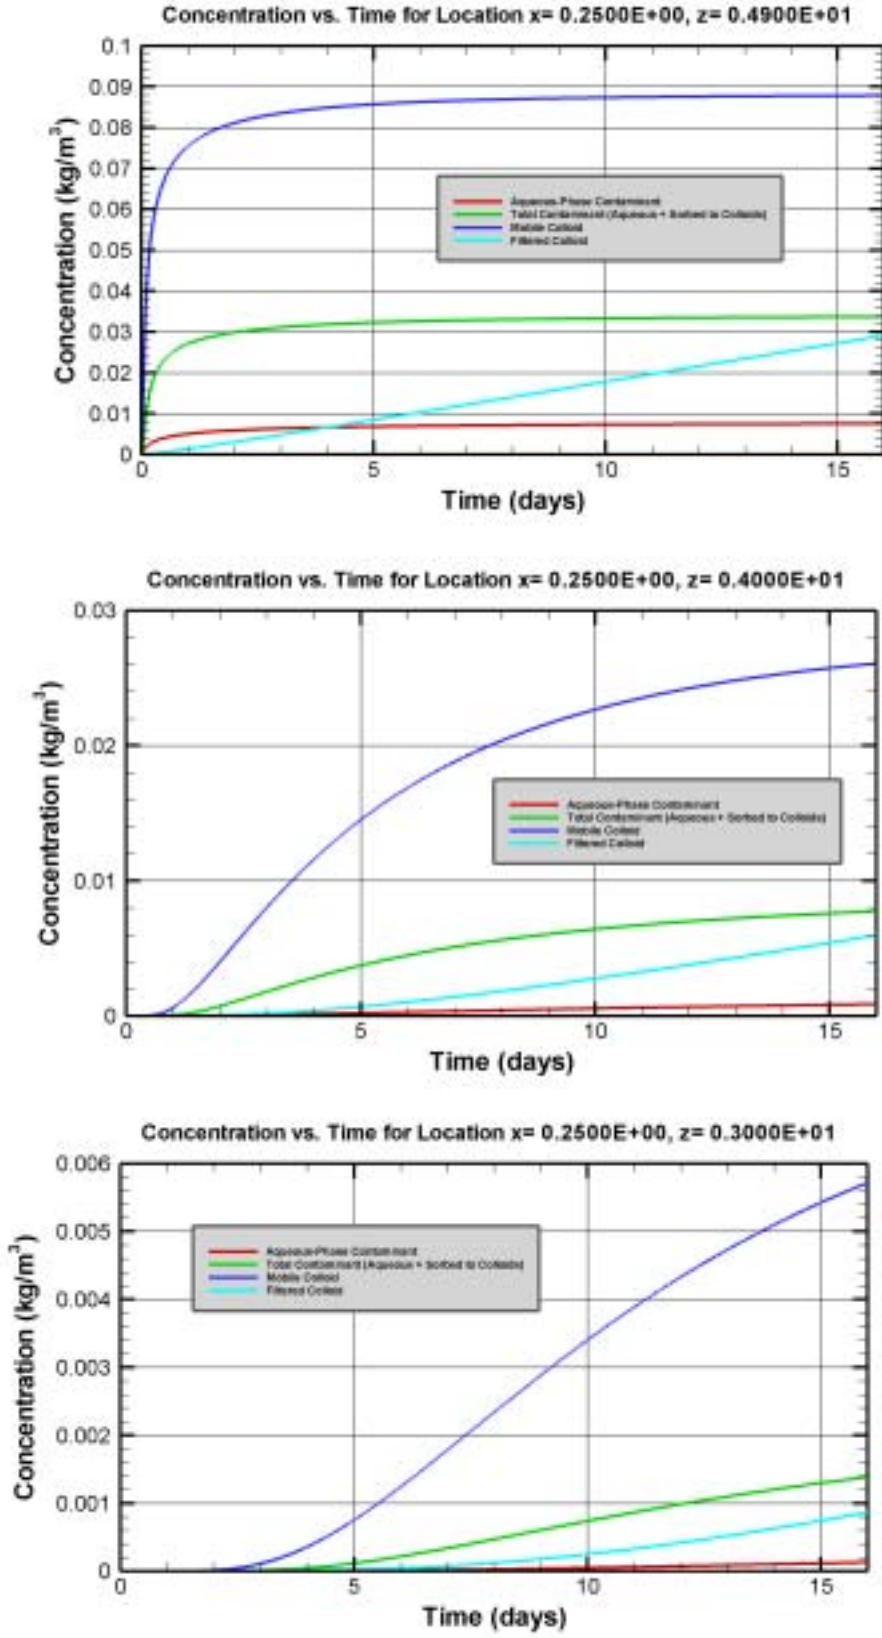 Concentration vs. Time for Location x= 0.2500E+00, z= 0.4900E+01
0.1
0.09
0.08
0.07
0.06
0.05
0.04
0.03
0.02
0.01
0
Concentration (kg/m³)
Aqueous-Phase Contaminant
Total Contaminant (Aqueous + Sorbed to Colloids)
Mobile Colloid
Filtered Colloid
0 5 10 15
Time (days)
Concentration vs. Time for Location x= 0.2500E+00, z= 0.4000E+01
0.03
0.02
0.01
0
Concentration (kg/m³)
Aqueous-Phase Contaminant
Total Contaminant (Aqueous + Sorbed to Colloids)
Mobile Colloid
Filtered Colloid
0 5 10 15
Time (days)
Concentration vs. Time for Location x= 0.2500E+00, z= 0.3000E+01
0.006
0.005
0.004
0.003
0.002
0.001
0
Concentration (kg/m³)
Aqueous-Phase Contaminant
Total Contaminant (Aqueous + Sorbed to Colloids)
Mobile Colloid
Filtered Colloid
0 5 10 15
Time (days)